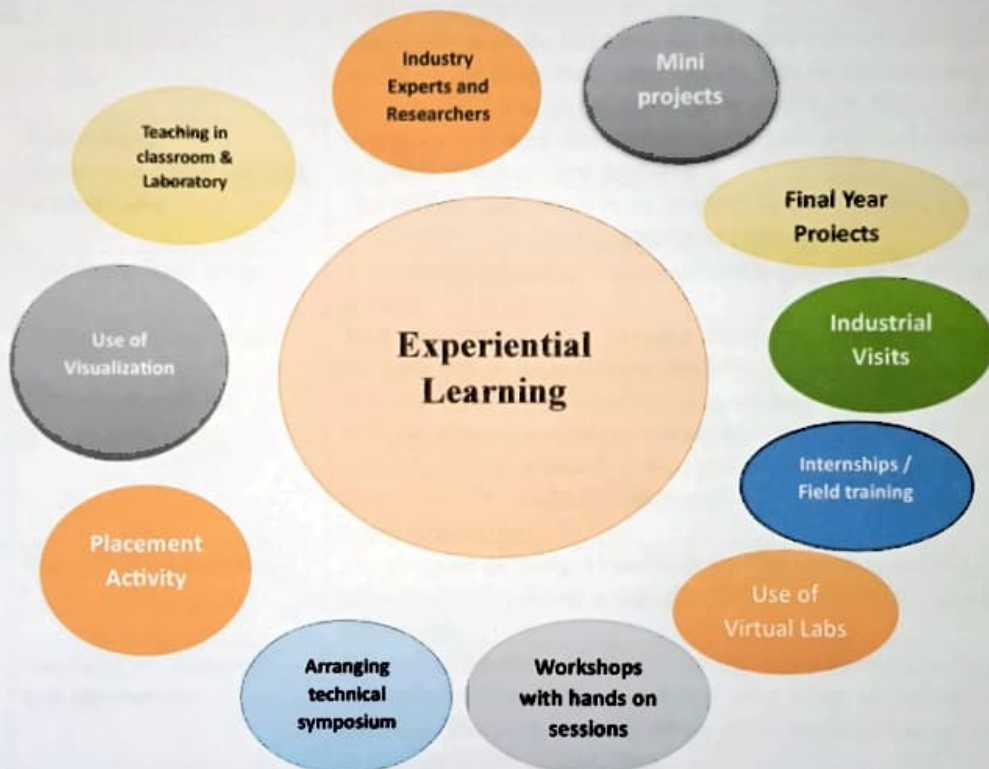 Industry
Experts and
Researchers
Mini
projects
Teaching in
classroom &
Laboratory
Final Year
Projects
Experiential
Learning
Industrial
Visits
Use of
Visualization
Internships /
Field training
Placement
Activity
Use of
Virtual Labs
Arranging
technical
symposium
Workshops
with hands on
sessions